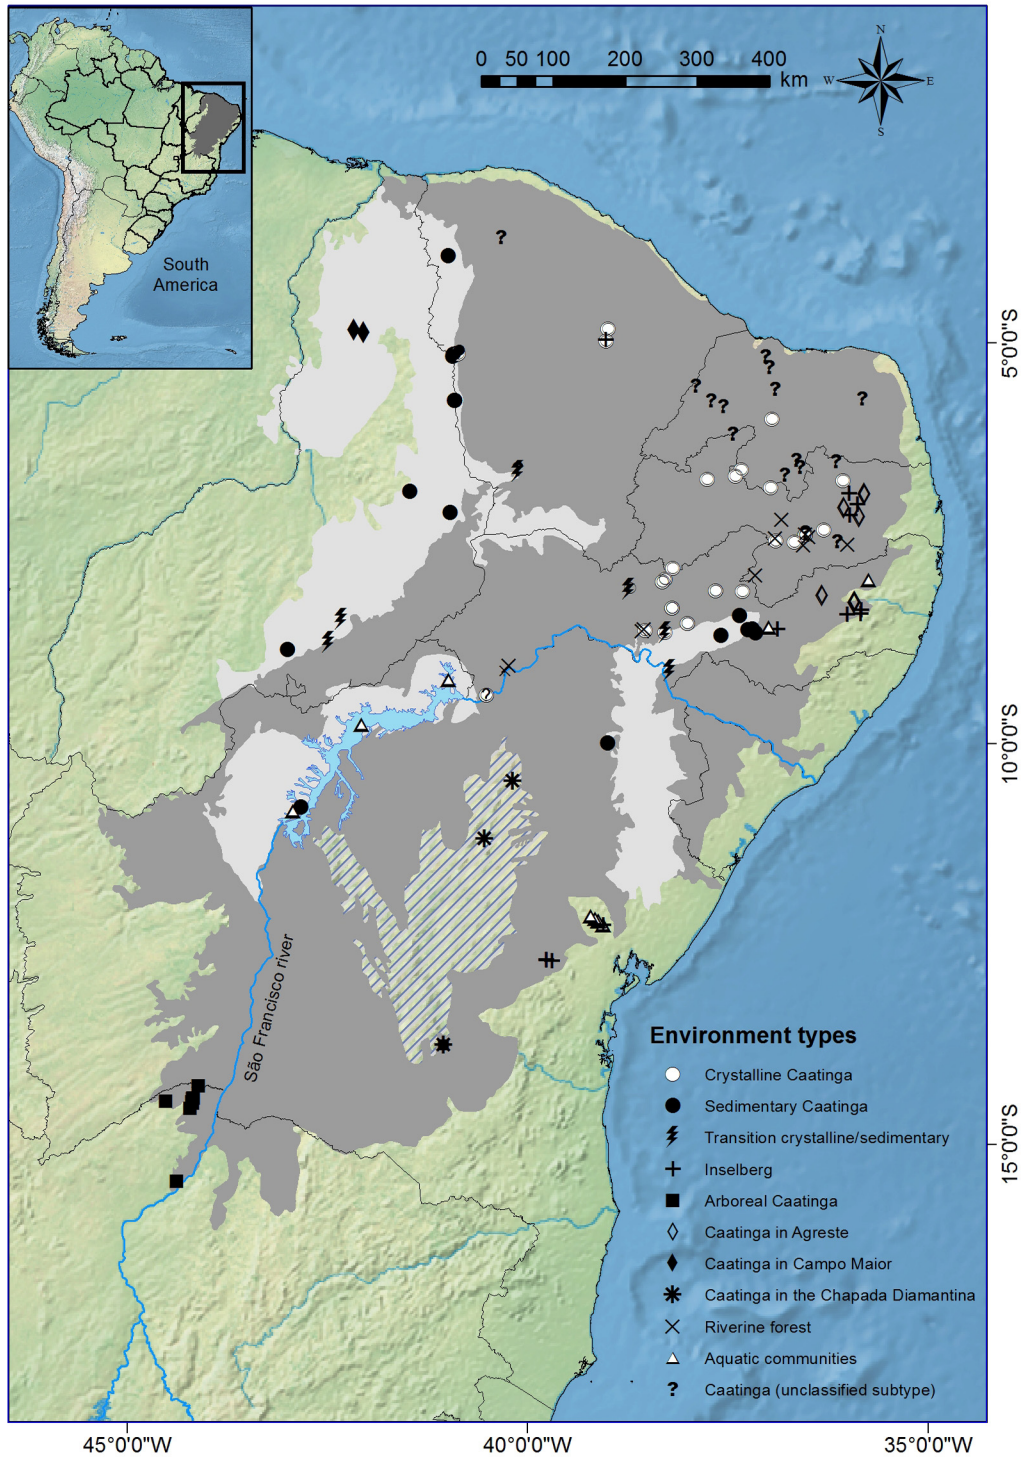 0 50 100 200 300 400
km
N
W
E
S
South
America
5°0'0"S
10°0'0"S
15°0'0"S
São Francisco river
Environment types
Crystalline Caatinga
Sedimentary Caatinga
Transition crystalline/sedimentary
Inselberg
Arboreal Caatinga
Caatinga in Agreste
Caatinga in Campo Maior
Caatinga in the Chapada Diamantina
Riverine forest
Aquatic communities
? Caatinga (unclassified subtype)
45°0'0"W 40°0'0"W 35°0'0"W